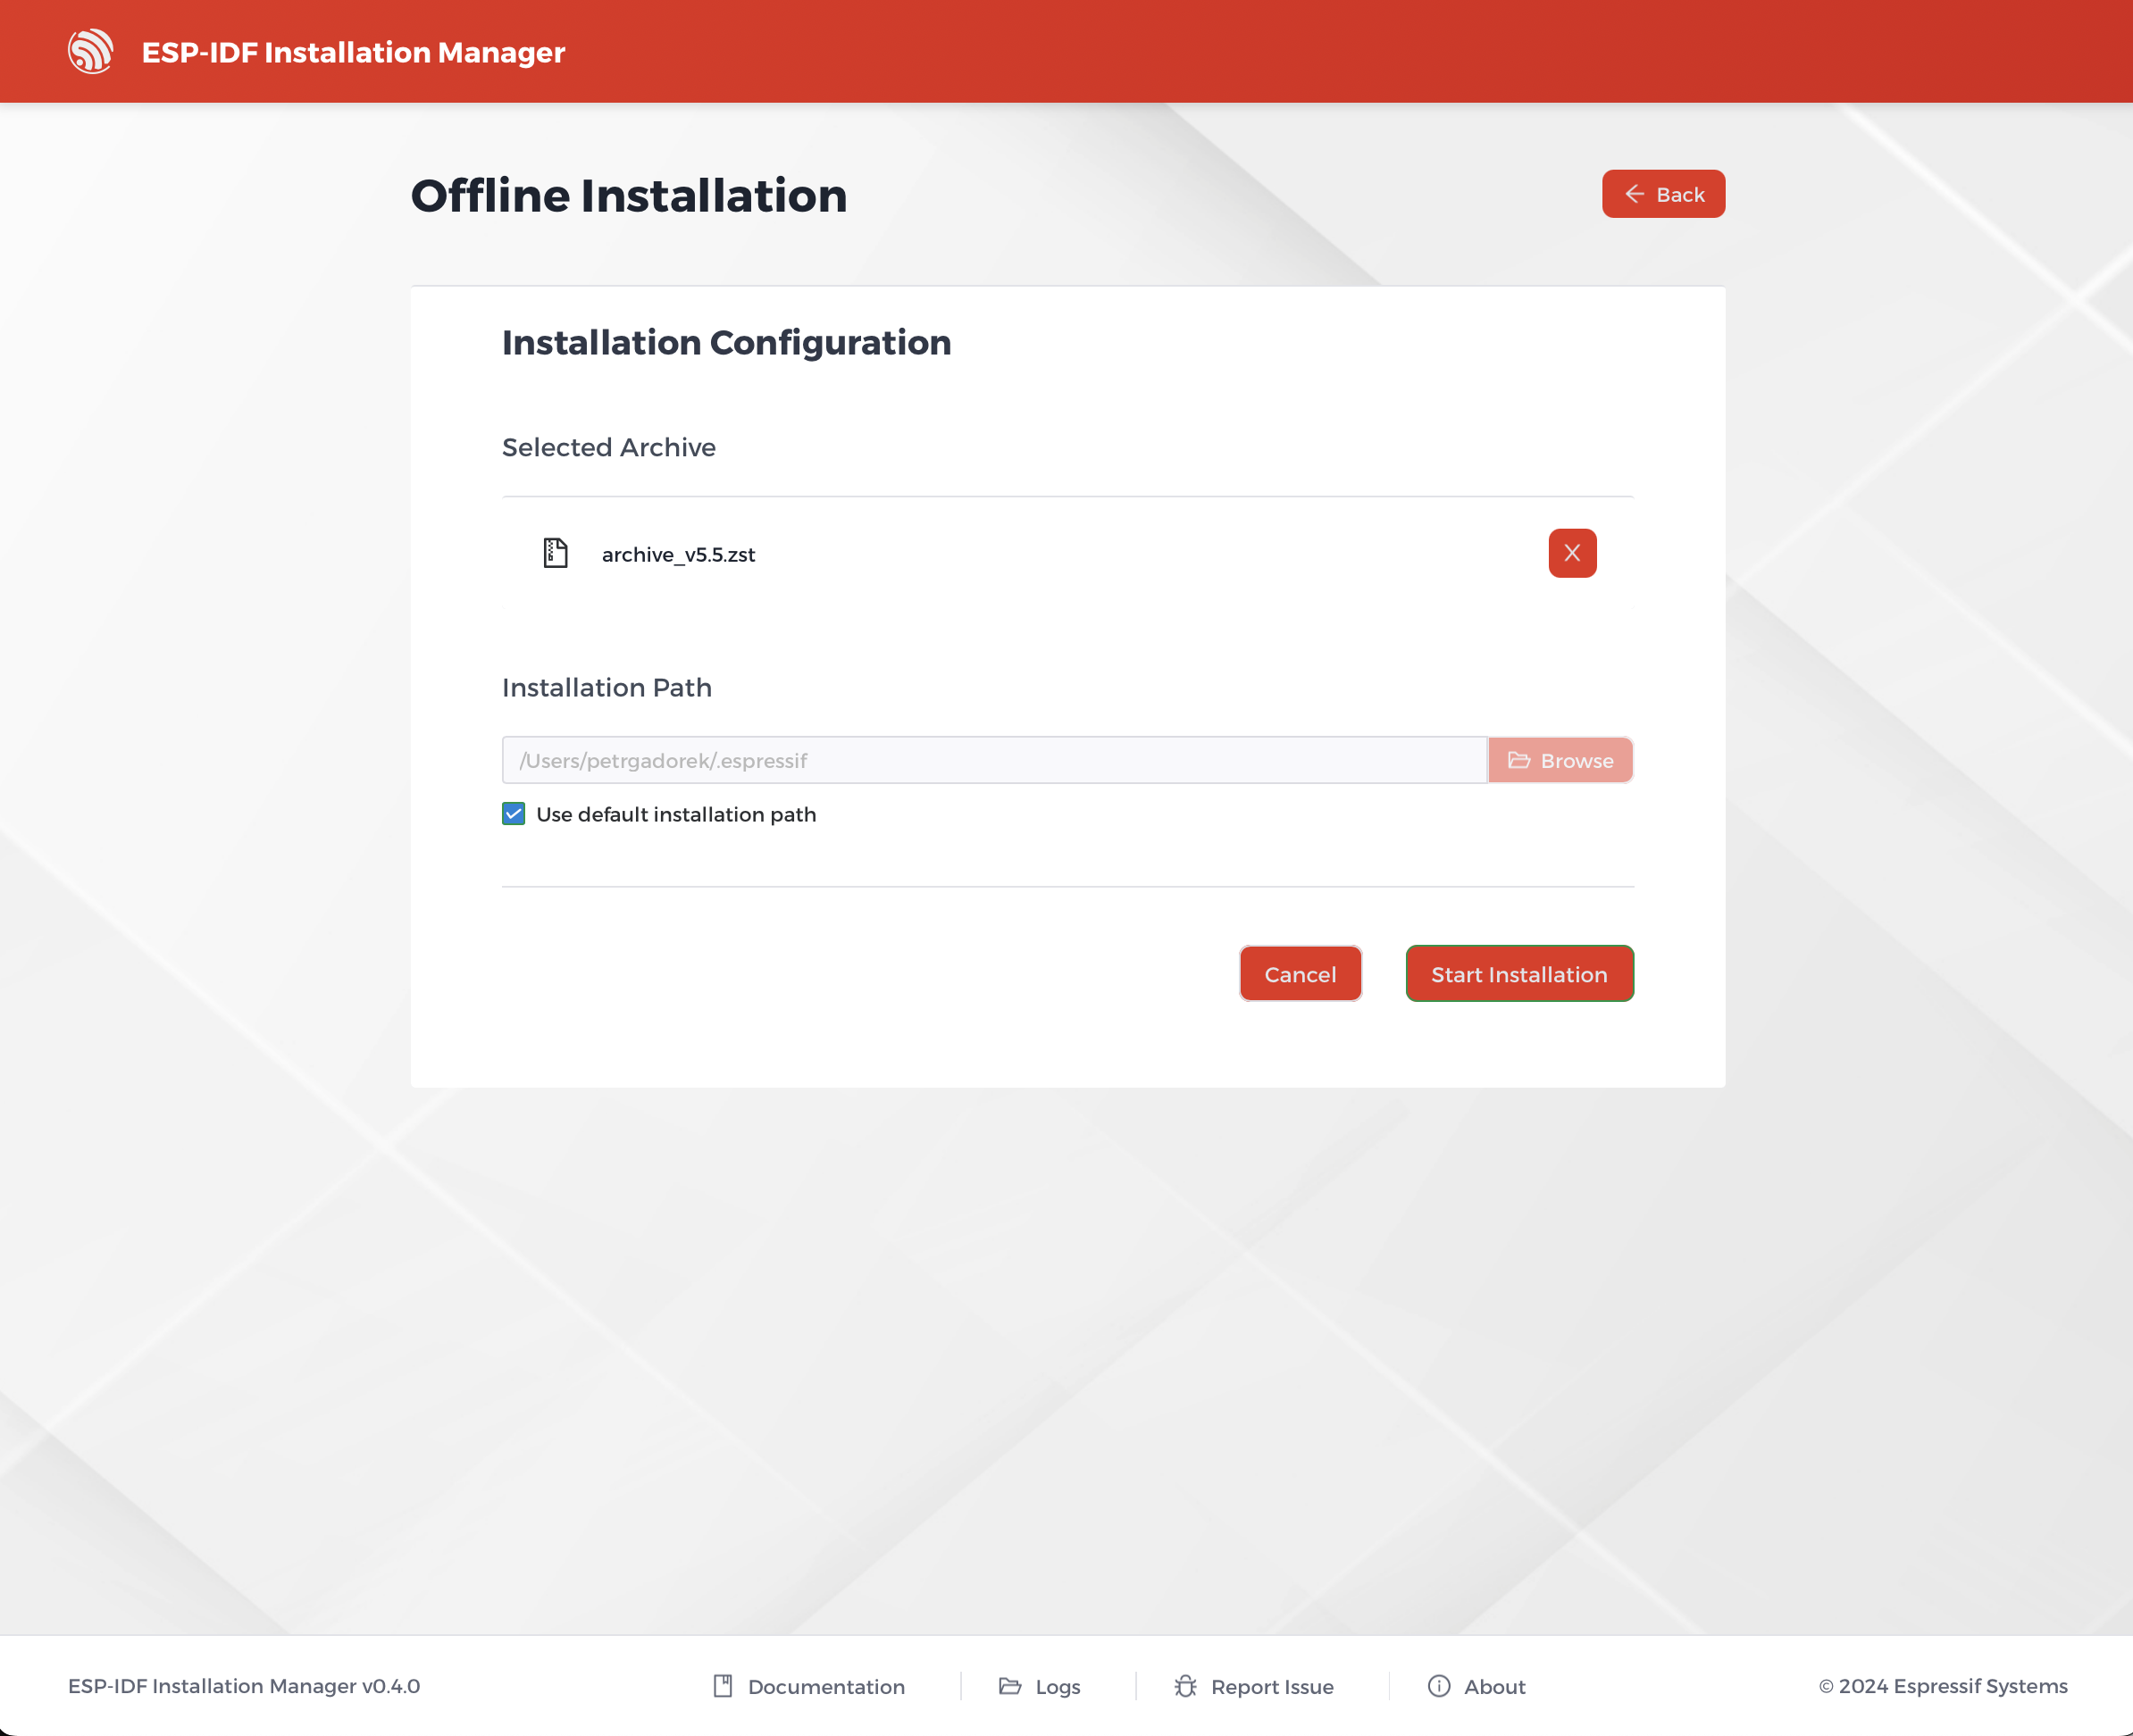 ESP-IDF Installation Manager
Offline Installation
Back
Installation Configuration
Selected Archive
archive_v5.5.zst
Installation Path
/Users/petrgadorek/.espressif
Browse
Use default installation path
Cancel
Start Installation
ESP-IDF Installation Manager v0.4.0
Documentation
Logs
Report Issue
About
© 2024 Espressif Systems